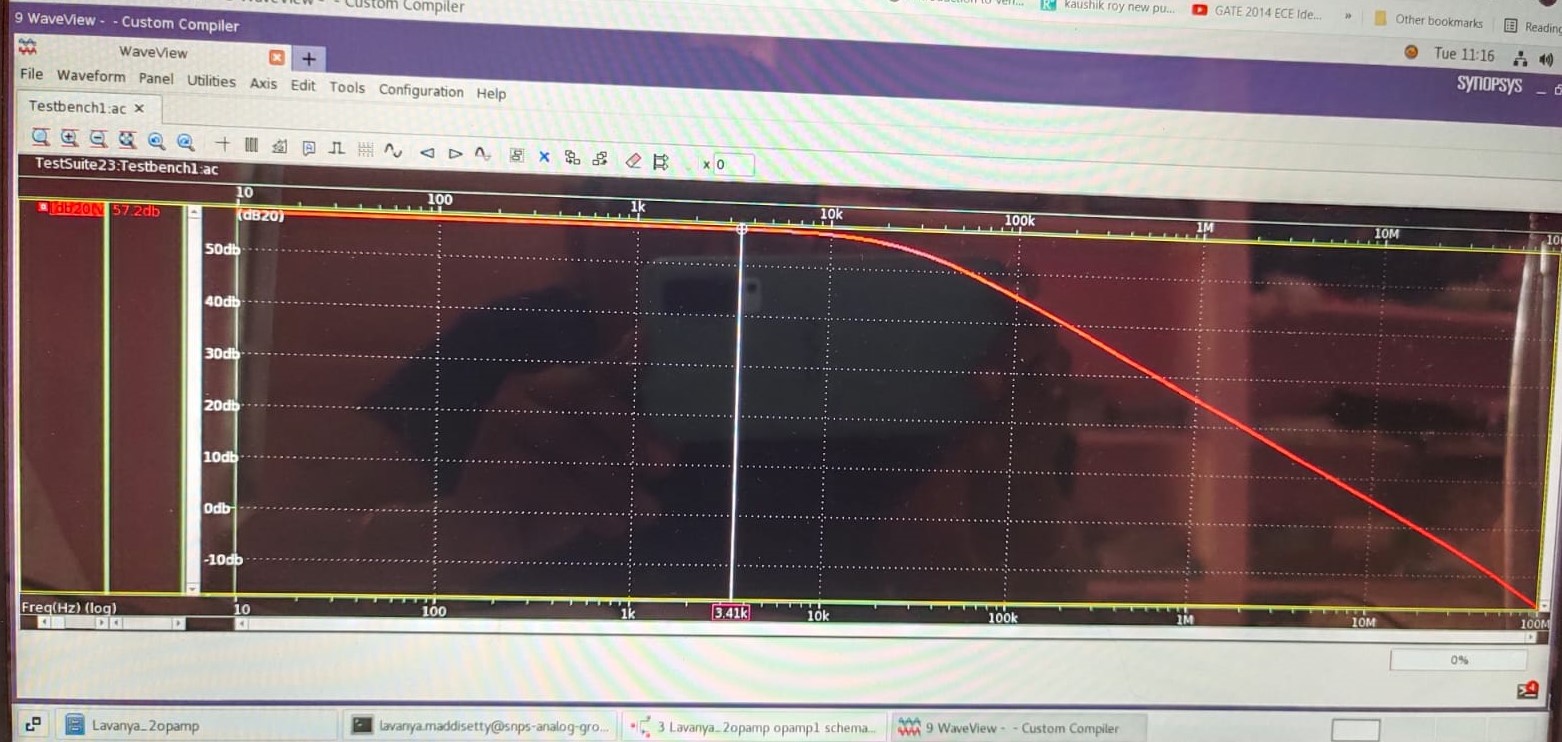 Custom Compiler
kaushik roy new pu...
GATE 2014 ECE Ide...
»
Other bookmarks
Reading
9 WaveView - - Custom Compiler
Tue 11:16
WaveView
+
SYNOPSYS
File Waveform Panel Utilities Axis Edit Tools Configuration Help
Testbench1:ac ×
x 0
TestSuite23:Testbench1:ac
10 100 1k 10k 100k 1M 10M
57.2db
(dB20)
50db
40db
30db
20db
10db
0db
-10db
Freq(Hz) (log)
10 100 1k 3.41k 10k 100k 1M 10M 100M
0%
Lavanya_2opamp
lavanya.maddisetty@snps-analog-gro...
3 Lavanya_2opamp opamp1 schema...
9 WaveView - - Custom Compiler